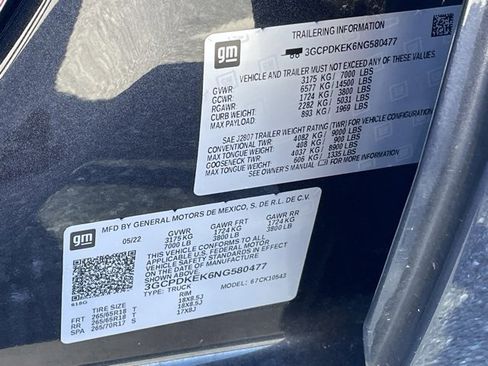 gm
TRAILERING INFORMATION
3GCPDKEK6NG580477
VEHICLE AND TRAILER MUST NOT EXCEED ANY OF THESE VALUES
GVWR: 3175 KG / 7000 LBS
GCWR: 6577 KG / 14500 LBS
RGAWR: 1724 KG / 3800 LBS
CURB WEIGHT: 2282 KG / 5031 LBS
MAX PAYLOAD: 893 KG / 1969 LBS
SAE J2807 TRAILER WEIGHT RATING (TWR) FOR VEHICLE CONFIGURATION
CONVENTIONAL TWR: 4082 KG / 9000 LBS
MAX TONGUE WEIGHT: 408 KG / 900 LBS
GOOSENECK TWR: 4037 KG / 8900 LBS
MAX TONGUE WEIGHT: 606 KG / 1335 LBS
SEE OWNER'S MANUAL FOR MORE INFORMATION
gm
MFD BY GENERAL MOTORS DE MEXICO, S. DE R.L. DE C.V.
05/22 GVWR GAWR FRT GAWR RR
3175 KG 1724 KG 1724 KG
7000 LB 3800 LB 3800 LB
THIS VEHICLE CONFORMS TO ALL
APPLICABLE U.S. FEDERAL MOTOR
VEHICLE SAFETY STANDARDS IN EFFECT
ON THE DATE OF MANUFACTURE
SHOWN ABOVE.
3GCPDKEK6NG580477
TYPE: TRUCK MODEL:
TIRE SIZE RIM
FRT 265/65R18 T 18X8.5J
RR 265/65R18 T 18X8.5J
SPA 265/70R17 S 17X8J